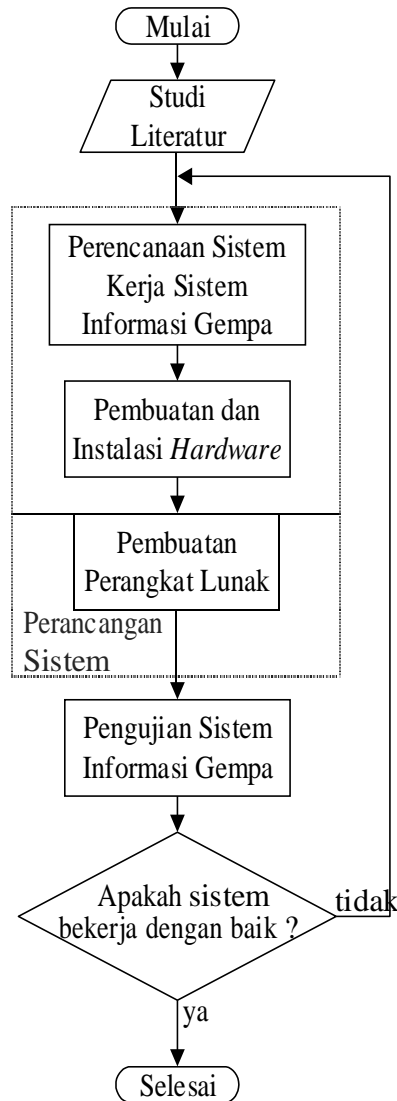 Mulai
Studi
Literatur
Perencanaan Sistem
Kerja Sistem
Informasi Gempa
Pembuatan dan
Instalasi Hardware
Pembuatan
Perangkat Lunak
Perancangan
Sistem
Pengujian Sistem
Informasi Gempa
Apakah sistem
bekerja dengan baik ?
tidak
ya
Selesai